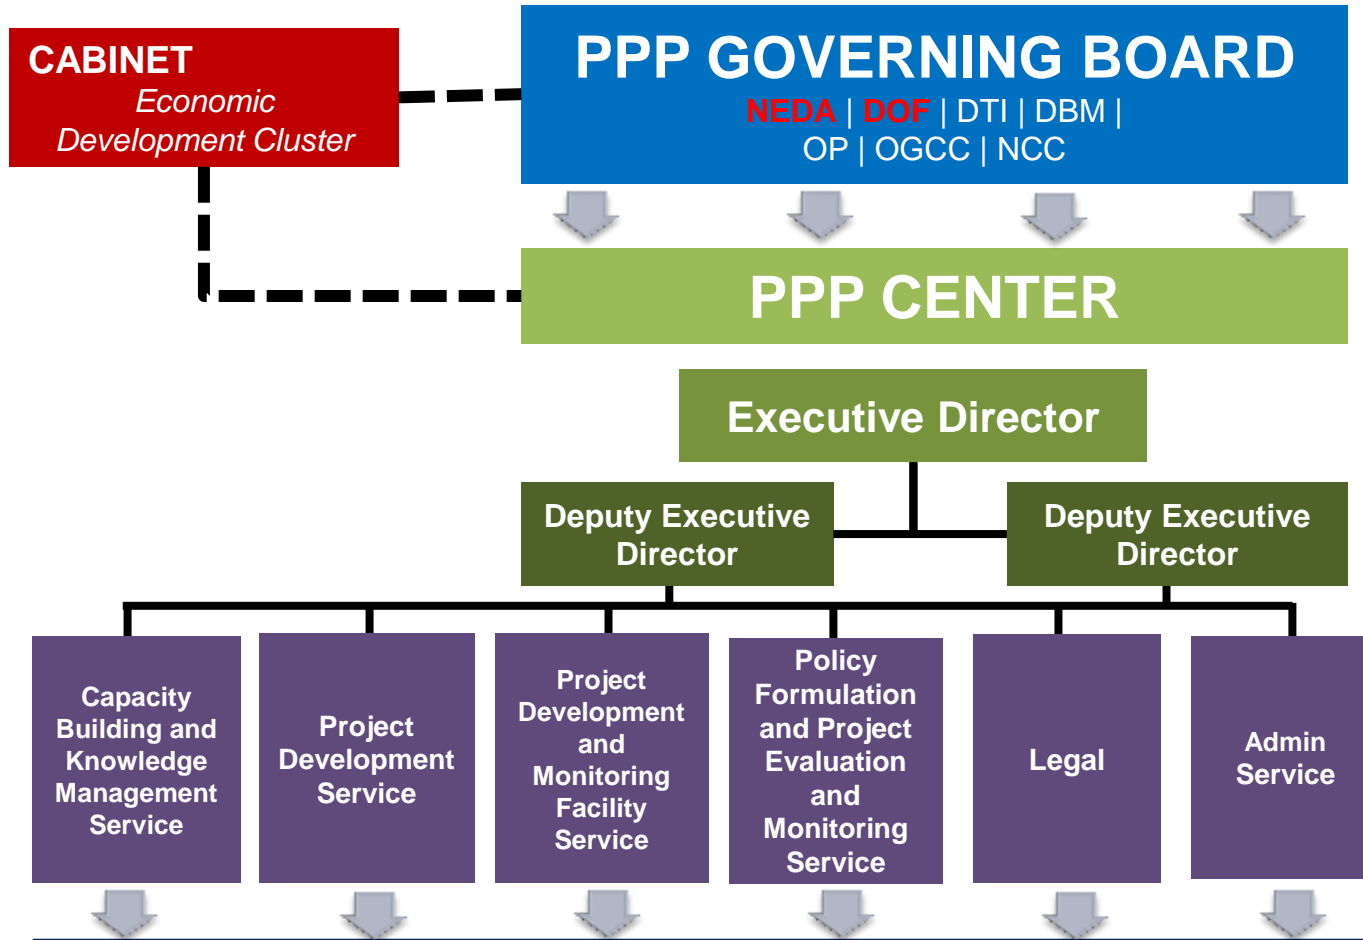 CABINET
Economic
Development Cluster
PPP GOVERNING BOARD
NEDA | DOF | DTI | DBM |
OP | OGCC | NCC
PPP CENTER
Executive Director
Deputy Executive
Director
Deputy Executive
Director
Capacity
Building and
Knowledge
Management
Service
Project
Development
Service
Project
Development
and
Monitoring
Facility
Service
Policy
Formulation
and Project
Evaluation
and
Monitoring
Service
Legal
Admin
Service